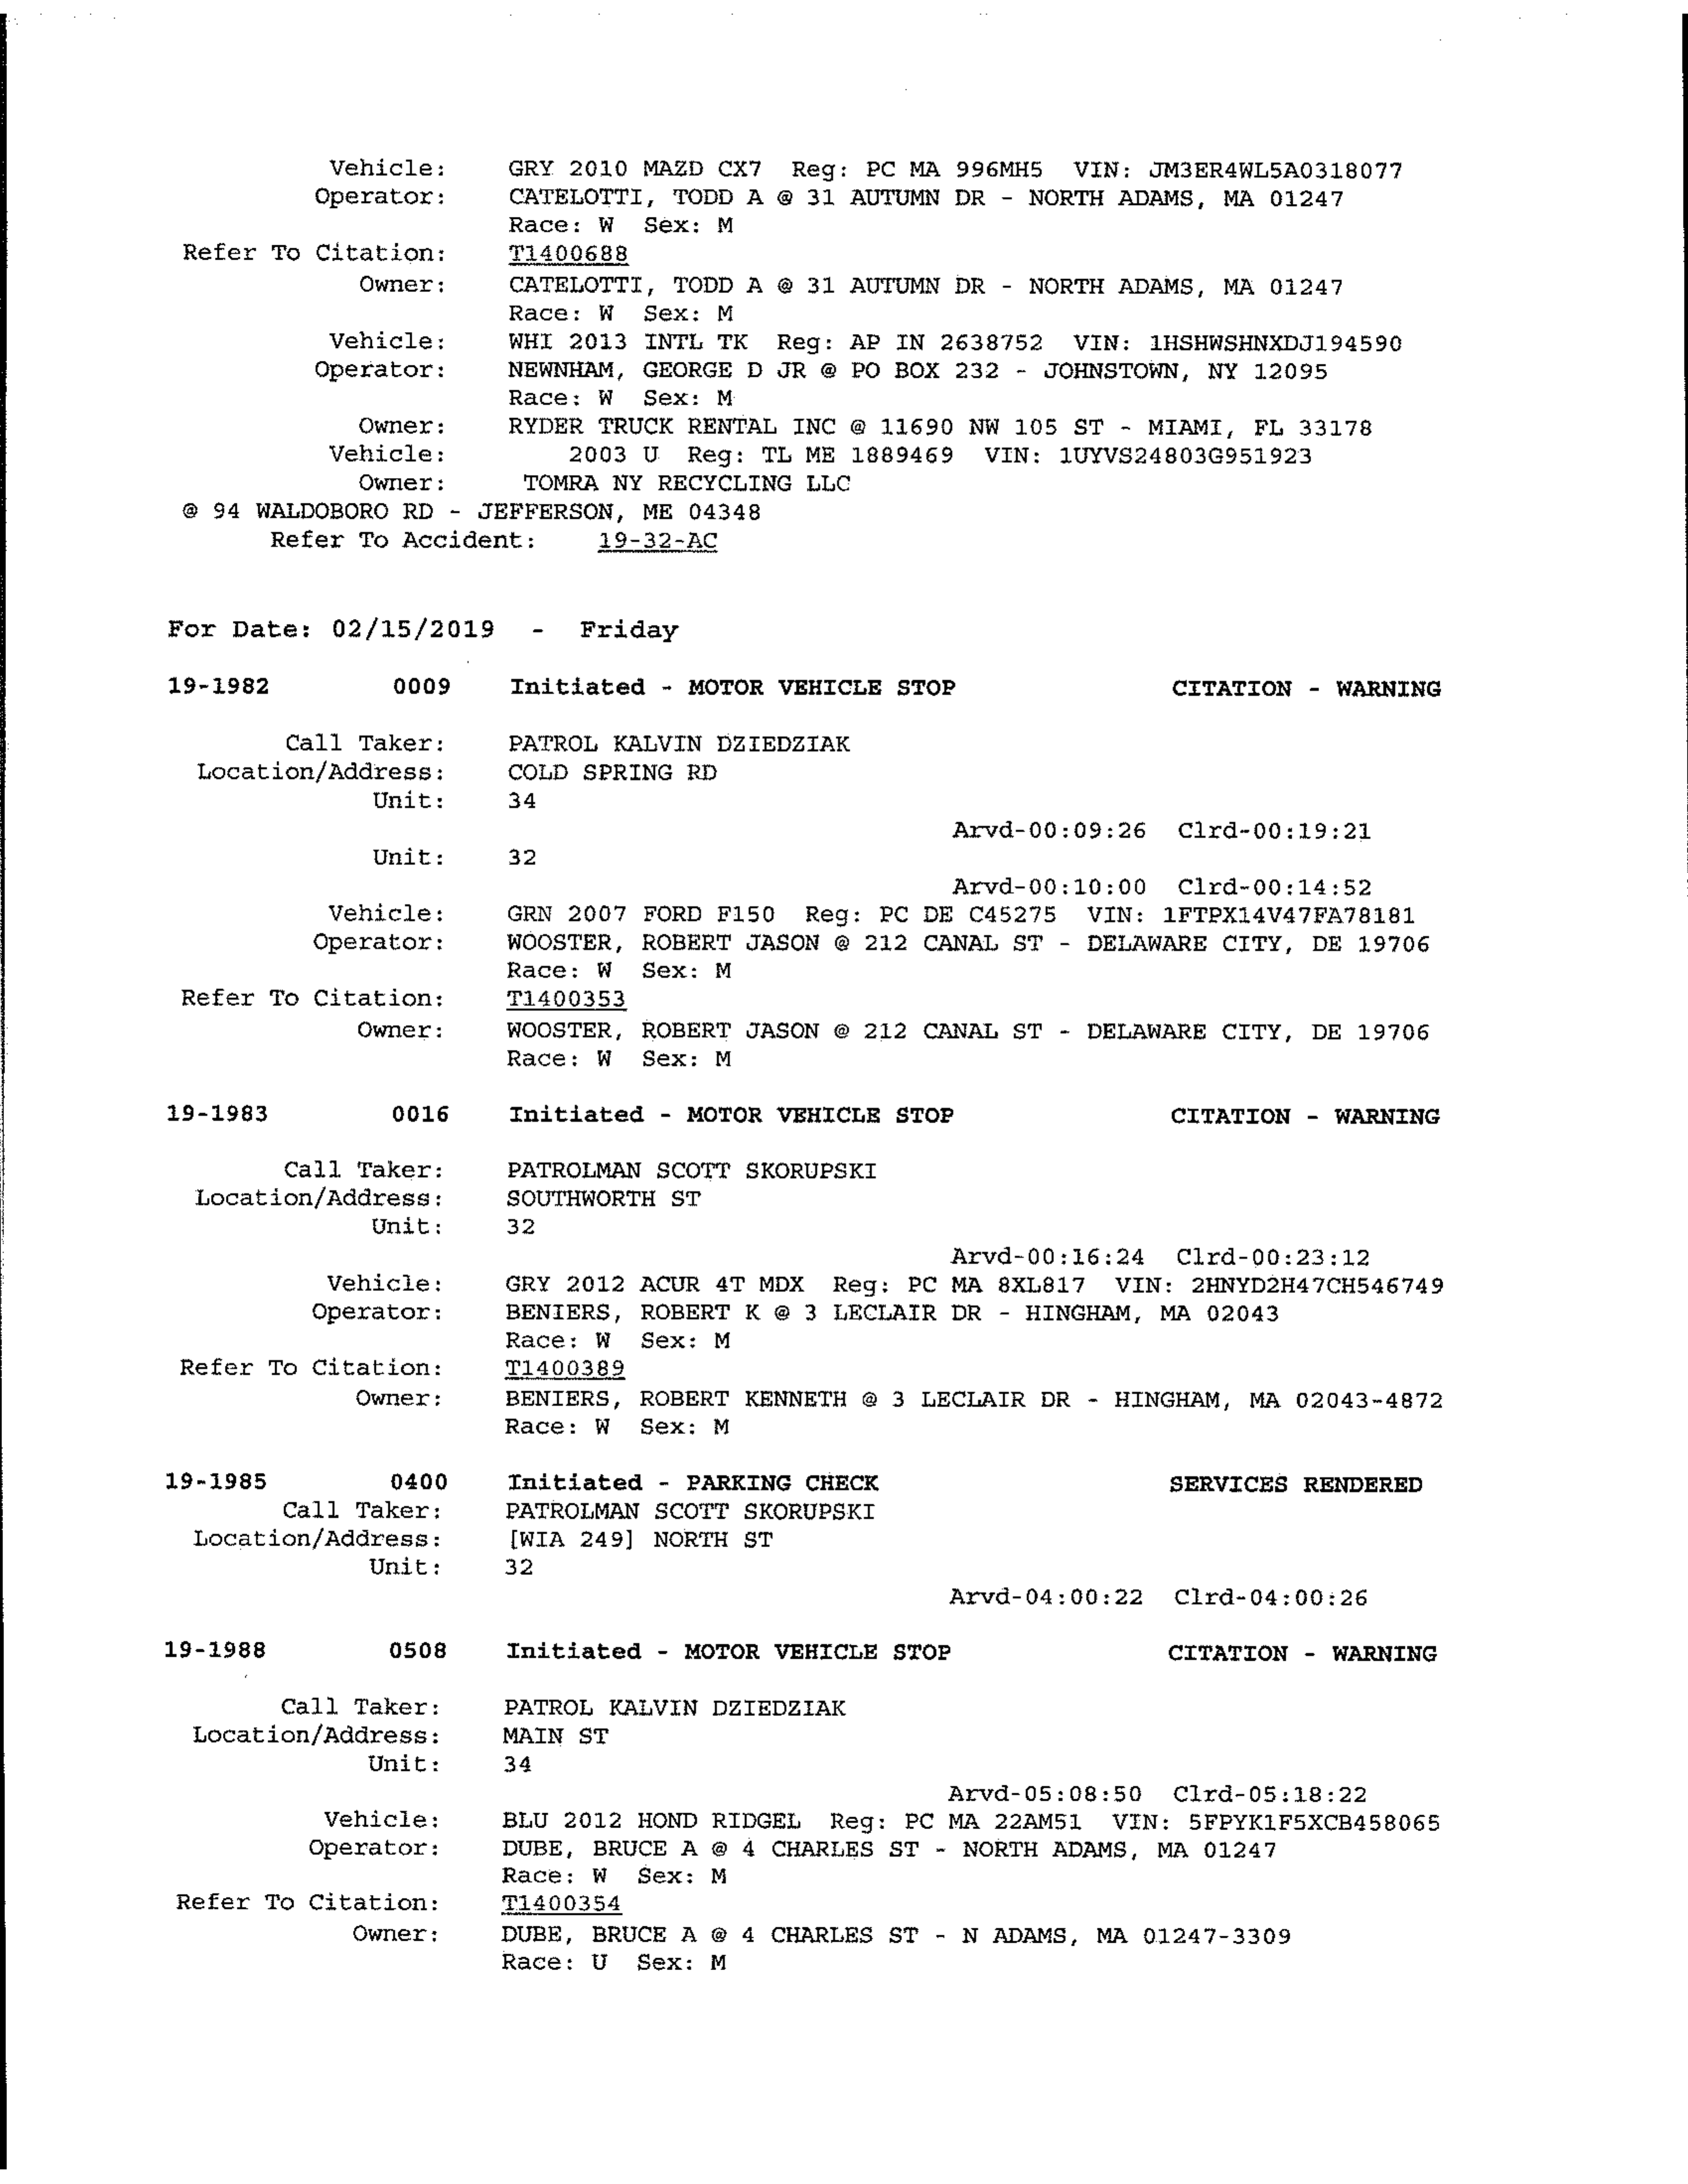 Vehicle: GRY 2010 MAZD CX7 Reg: PC MA 996MH5 VIN: JM3ER4WL5A0318077
Operator: CATELOTTI, TODD A @ 31 AUTUMN DR - NORTH ADAMS, MA 01247
Race: W Sex: M
Refer To Citation: T1400688
Owner: CATELOTTI, TODD A @ 31 AUTUMN DR - NORTH ADAMS, MA 01247
Race: W Sex: M
Vehicle: WHI 2013 INTL TK Reg: AP IN 2638752 VIN: 1HSHWSHNXDJ194590
Operator: NEWNHAM, GEORGE D JR @ PO BOX 232 - JOHNSTOWN, NY 12095
Race: W Sex: M
Owner: RYDER TRUCK RENTAL INC @ 11690 NW 105 ST - MIAMI, FL 33178
Vehicle: 2003 U Reg: TL ME 1889469 VIN: 1UYVS24803G951923
Owner: TOMRA NY RECYCLING LLC
@ 94 WALDOBORO RD - JEFFERSON, ME 04348
Refer To Accident: 19-32-AC
For Date: 02/15/2019 - Friday
19-1982 0009 Initiated - MOTOR VEHICLE STOP CITATION - WARNING
Call Taker: PATROL KALVIN DZIEDZIAK
Location/Address: COLD SPRING RD
Unit: 34
Arvd-00:09:26 Clrd-00:19:21
Unit: 32
Arvd-00:10:00 Clrd-00:14:52
Vehicle: GRN 2007 FORD F150 Reg: PC DE C45275 VIN: 1FTPX14V47FA78181
Operator: WOOSTER, ROBERT JASON @ 212 CANAL ST - DELAWARE CITY, DE 19706
Race: W Sex: M
Refer To Citation: T1400353
Owner: WOOSTER, ROBERT JASON @ 212 CANAL ST - DELAWARE CITY, DE 19706
Race: W Sex: M
19-1983 0016 Initiated - MOTOR VEHICLE STOP CITATION - WARNING
Call Taker: PATROLMAN SCOTT SKORUPSKI
Location/Address: SOUTHWORTH ST
Unit: 32
Arvd-00:16:24 Clrd-00:23:12
Vehicle: GRY 2012 ACUR 4T MDX Reg: PC MA 8XL817 VIN: 2HNYD2H47CH546749
Operator: BENIERS, ROBERT K @ 3 LECLAIR DR - HINGHAM, MA 02043
Race: W Sex: M
Refer To Citation: T1400389
Owner: BENIERS, ROBERT KENNETH @ 3 LECLAIR DR - HINGHAM, MA 02043-4872
Race: W Sex: M
19-1985 0400 Initiated - PARKING CHECK SERVICES RENDERED
Call Taker: PATROLMAN SCOTT SKORUPSKI
Location/Address: [WIA 249] NORTH ST
Unit: 32
Arvd-04:00:22 Clrd-04:00:26
19-1988 0508 Initiated - MOTOR VEHICLE STOP CITATION - WARNING
Call Taker: PATROL KALVIN DZIEDZIAK
Location/Address: MAIN ST
Unit: 34
Arvd-05:08:50 Clrd-05:18:22
Vehicle: BLU 2012 HOND RIDGEL Reg: PC MA 22AM51 VIN: 5FPYK1F5XCB458065
Operator: DUBE, BRUCE A @ 4 CHARLES ST - NORTH ADAMS, MA 01247
Race: W Sex: M
Refer To Citation: T1400354
Owner: DUBE, BRUCE A @ 4 CHARLES ST - N ADAMS, MA 01247-3309
Race: U Sex: M